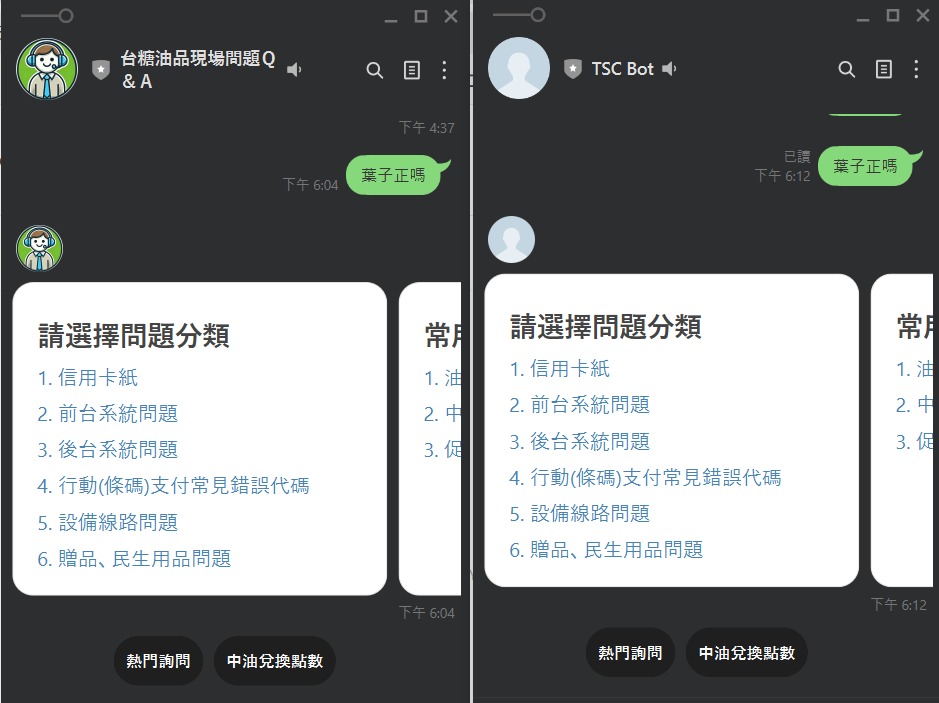 台糖油品現場問題Q
& A
下午 4:37
葉子正嗎
下午 6:04
請選擇問題分類
1. 信用卡紙
2. 前台系統問題
3. 後台系統問題
4. 行動(條碼)支付常見錯誤代碼
5. 設備線路問題
6. 贈品、民生用品問題
常用
1. 油
2. 中
3. 促
下午 6:04
熱門詢問
中油兌換點數
TSC Bot
已讀
下午 6:12
葉子正嗎
請選擇問題分類
1. 信用卡紙
2. 前台系統問題
3. 後台系統問題
4. 行動(條碼)支付常見錯誤代碼
5. 設備線路問題
6. 贈品、民生用品問題
常用
1. 油
2. 中
3. 促
下午 6:12
熱門詢問
中油兌換點數